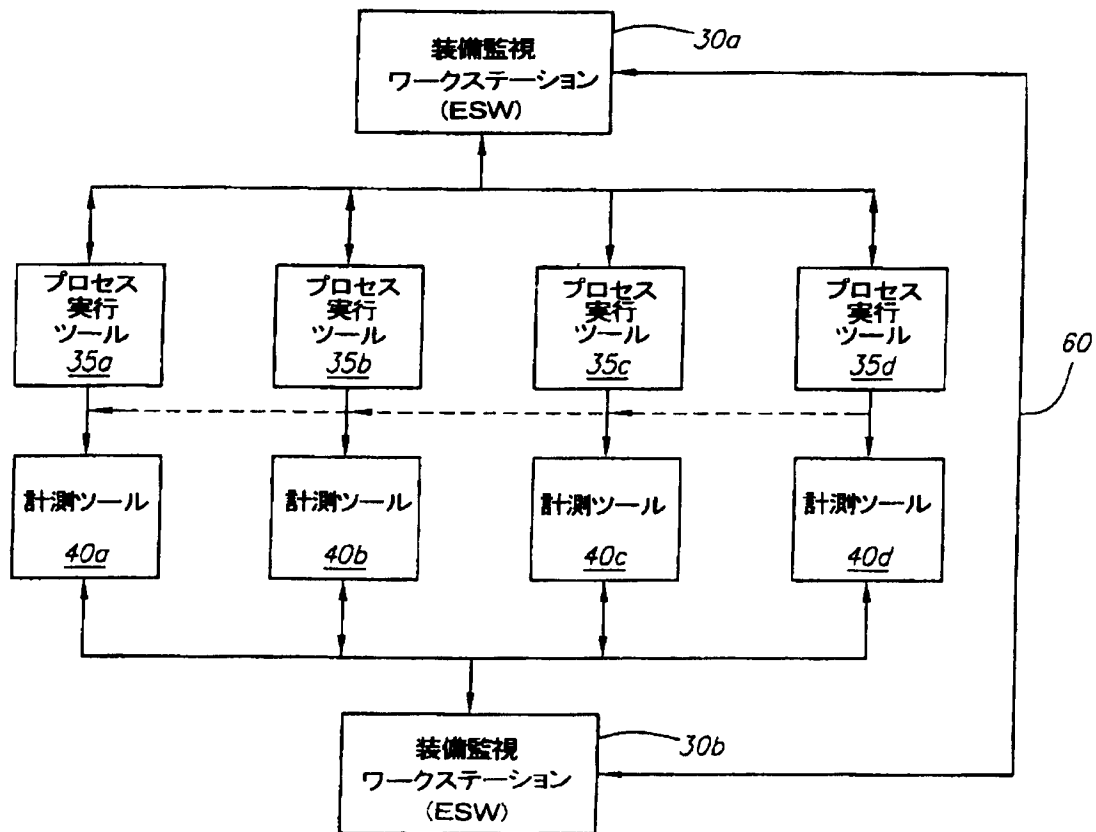 装備監視
ワークステーション
(ESW)
30a
プロセス
実行
ツール
35a
プロセス
実行
ツール
35b
プロセス
実行
ツール
35c
プロセス
実行
ツール
35d
60
計測ツール
40a
計測ツール
40b
計測ツール
40c
計測ツール
40d
装備監視
ワークステーション
(ESW)
30b